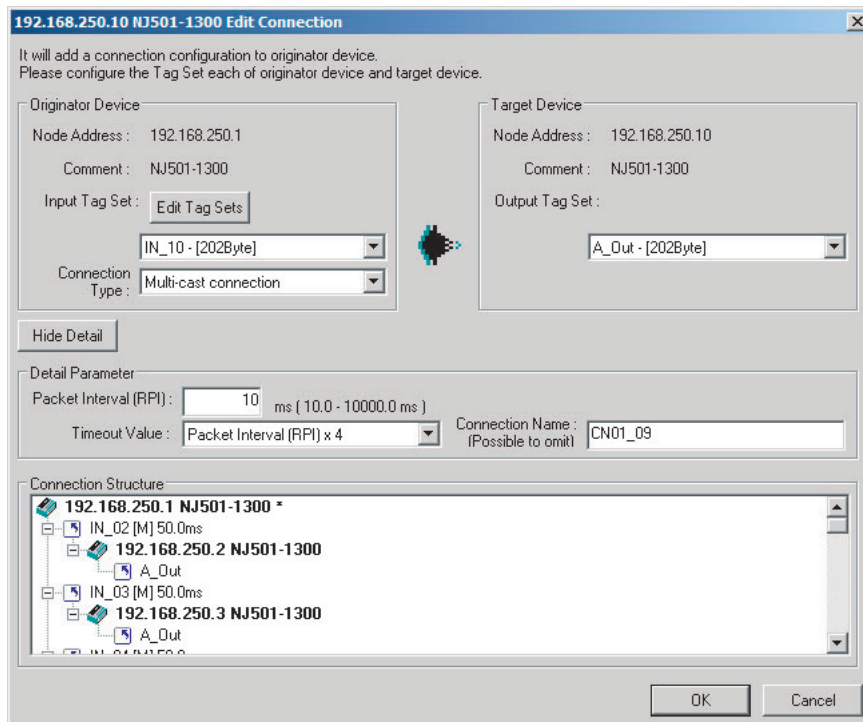 192.168.250.10 NJ501-1300 Edit Connection
It will add a connection configuration to originator device.
Please configure the Tag Set each of originator device and target device.
Originator Device
Node Address : 192.168.250.1
Comment : NJ501-1300
Input Tag Set : Edit Tag Sets
IN_10 - [202Byte]
Connection Type : Multi-cast connection
Target Device
Node Address : 192.168.250.10
Comment : NJ501-1300
Output Tag Set :
A_Out - [202Byte]
Hide Detail
Detail Parameter
Packet Interval (RPI) : 10 ms ( 10.0 - 10000.0 ms )
Timeout Value : Packet Interval (RPI) x 4
Connection Name : CN01_09
(Possible to omit)
Connection Structure
192.168.250.1 NJ501-1300 *
IN_02 [M] 50.0ms
192.168.250.2 NJ501-1300
A_Out
IN_03 [M] 50.0ms
192.168.250.3 NJ501-1300
A_Out
OK Cancel